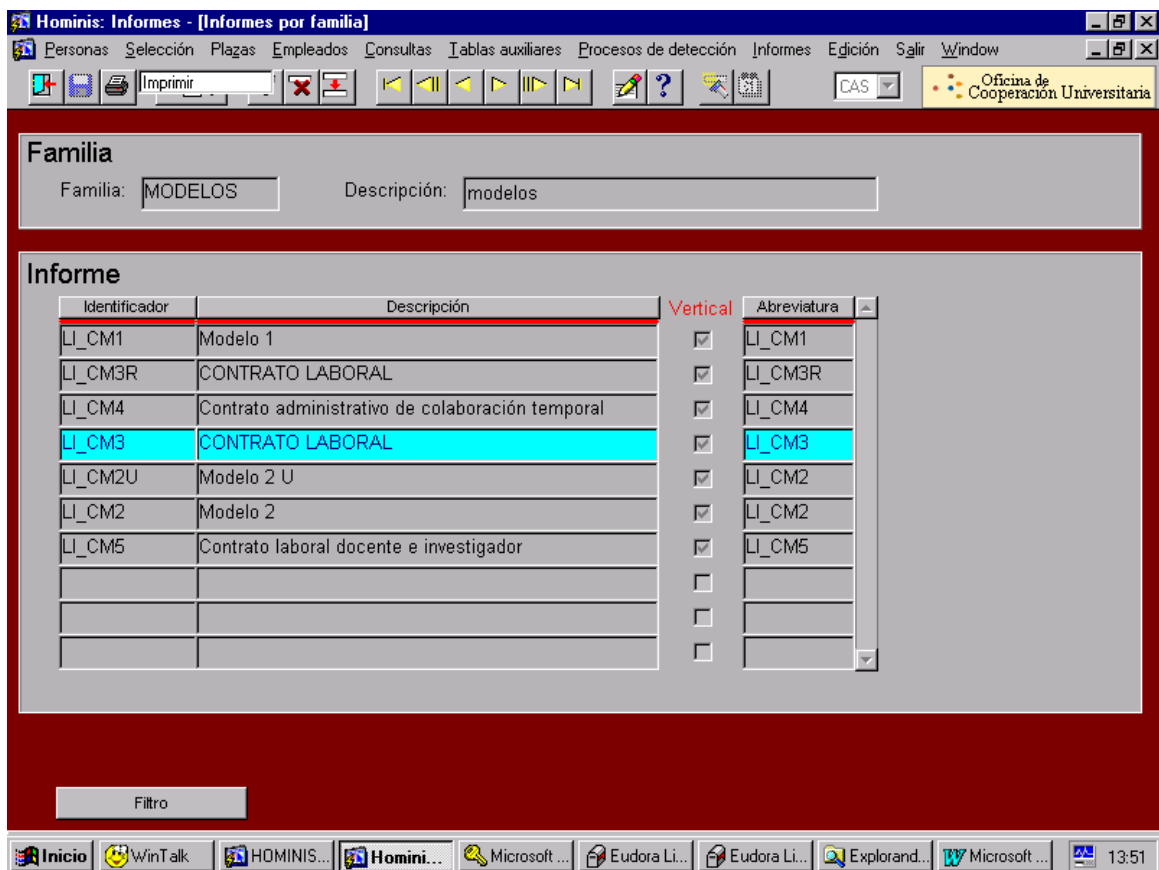 Hominis: Informes - [Informes por familia]
Personas Selección Plazas Empleados Consultas Tablas auxiliares Procesos de detección Informes Edición Salir Window
Imprimir
CAS
Oficina de
Cooperación Universitaria
Familia
Familia: MODELOS Descripción: modelos
Informe
Identificador Descripción Vertical Abreviatura
LI_CM1 Modelo 1 LI_CM1
LI_CM3R CONTRATO LABORAL LI_CM3R
LI_CM4 Contrato administrativo de colaboración temporal LI_CM4
LI_CM3 CONTRATO LABORAL LI_CM3
LI_CM2U Modelo 2 U LI_CM2
LI_CM2 Modelo 2 LI_CM2
LI_CM5 Contrato laboral docente e investigador LI_CM5
Filtro
Inicio WinTalk HOMINIS... Homini... Microsoft ... Eudora Li... Eudora Li... Explorand... Microsoft ... 13:51